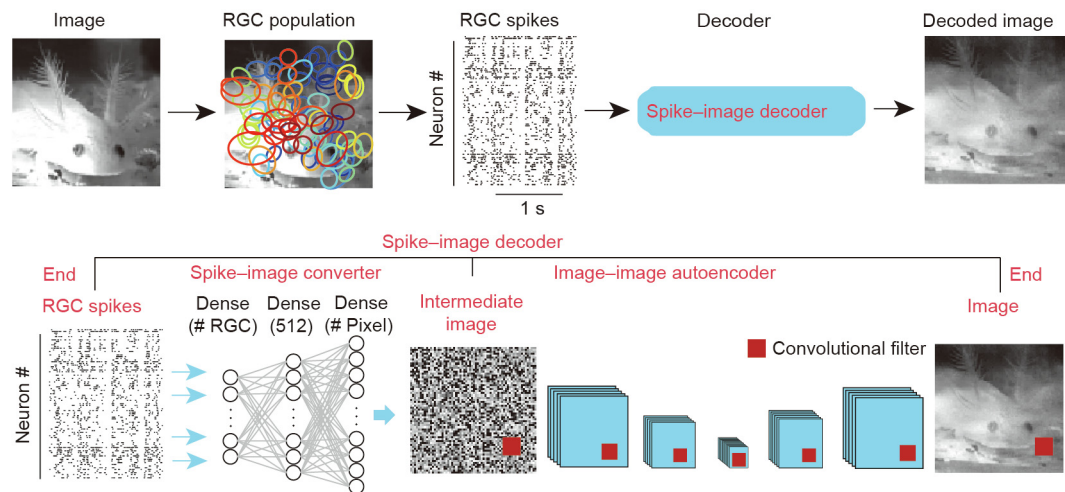 Image
RGC population
RGC spikes
Decoder
Decoded image
Neuron #
Spike–image decoder
1 s
Spike–image decoder
End
Spike–image converter
Image–image autoencoder
End
RGC spikes
Dense
(# RGC)
Dense
(512)
Dense
(# Pixel)
Intermediate
image
Image
Convolutional filter
Neuron #